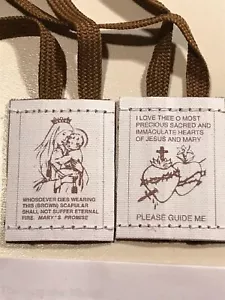 WHOSOEVER DIES WEARING
THIS (BROWN) SCAPULAR
SHALL NOT SUFFER ETERNAL
FIRE. MARY'S PROMISE
I LOVE THEE O MOST
PRECIOUS SACRED AND
IMMACULATE HEARTS
OF JESUS AND MARY
PLEASE GUIDE ME